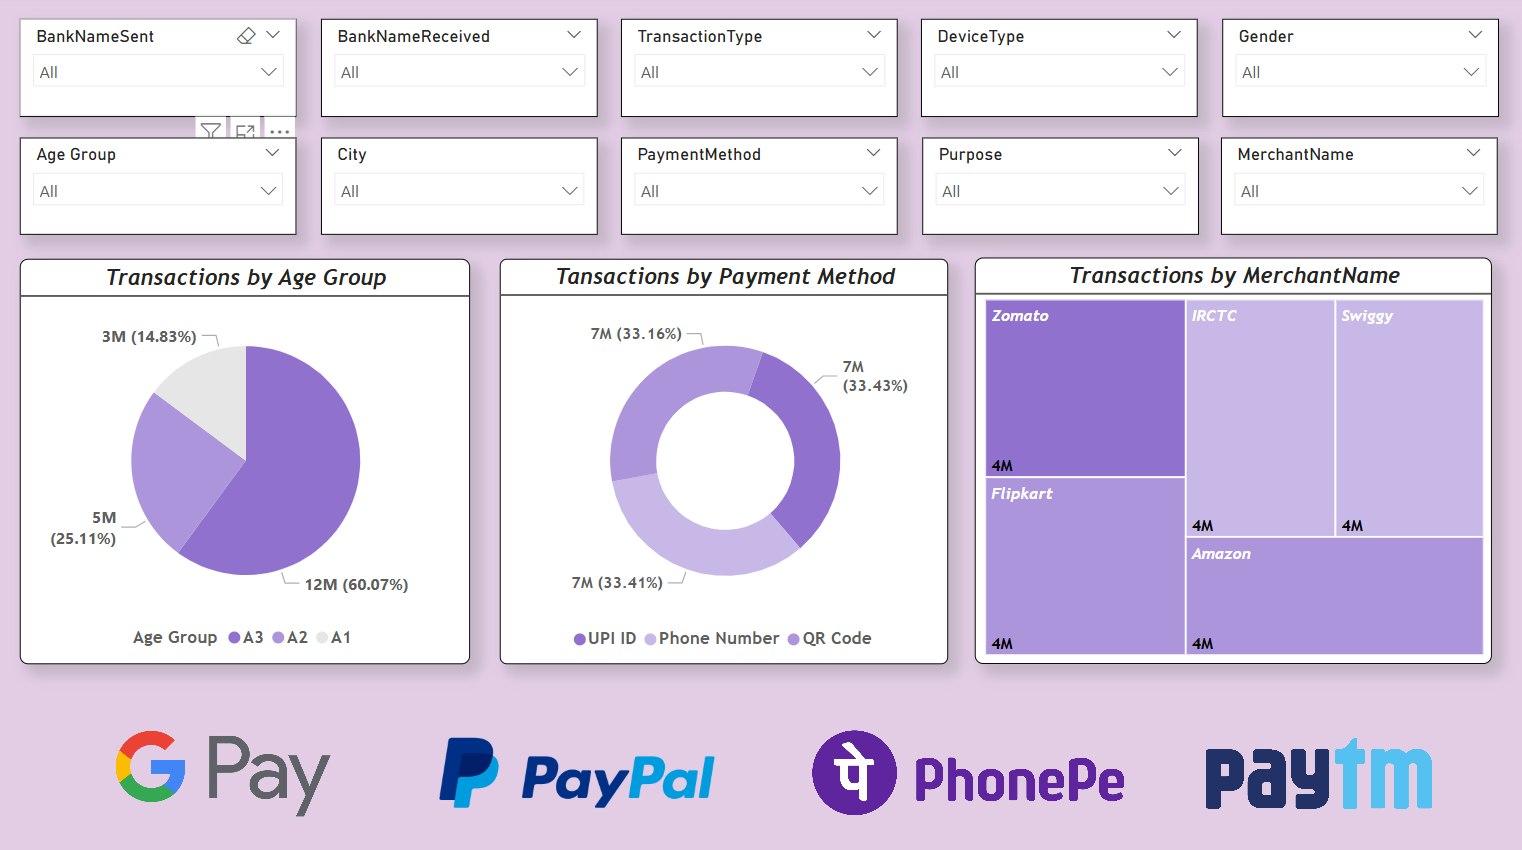 BankNameSent
All
BankNameReceived
All
TransactionType
All
DeviceType
All
Gender
All
Age Group
All
City
All
PaymentMethod
All
Purpose
All
MerchantName
All
Transactions by Age Group
3M (14.83%)
5M
(25.11%)
12M (60.07%)
Age Group A3 A2 A1
Tansactions by Payment Method
7M (33.16%)
7M
(33.43%)
7M (33.41%)
UPI ID Phone Number QR Code
Transactions by MerchantName
Zomato
4M
Flipkart
4M
IRCTC
4M
Swiggy
4M
Amazon
4M
G Pay
PayPal
पे PhonePe
paytm